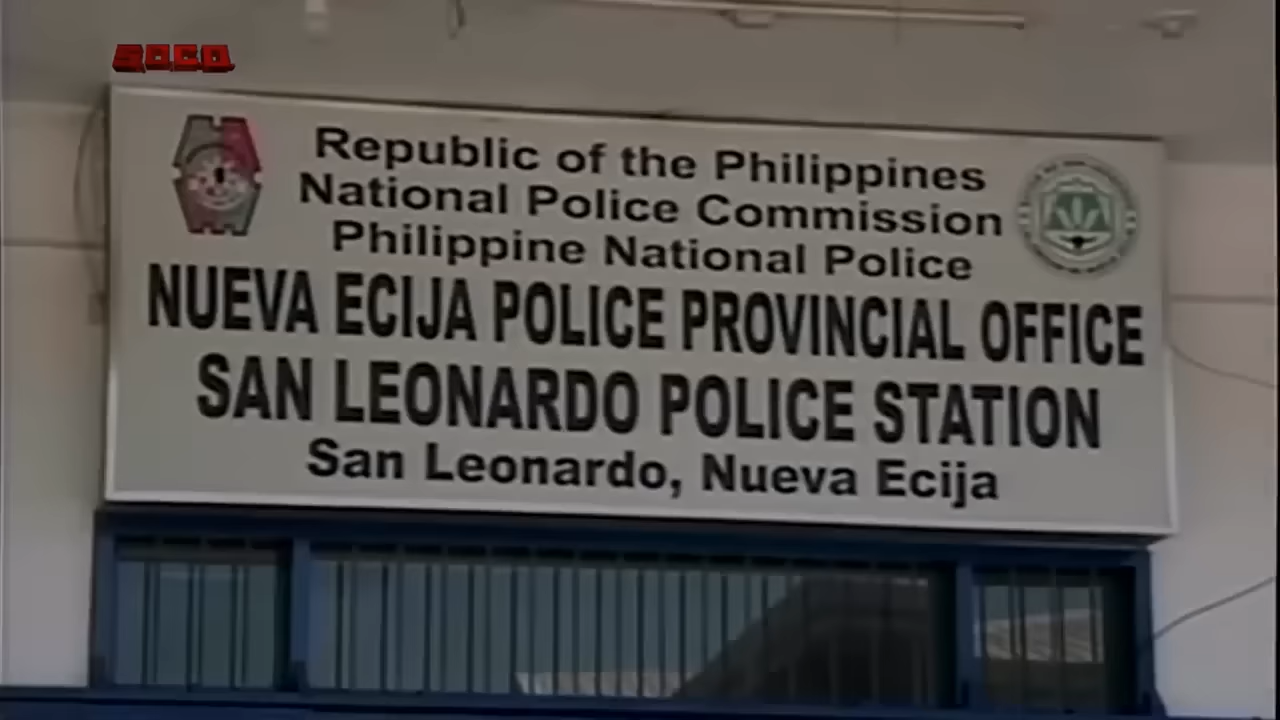 SOCO
Republic of the Philippines
National Police Commission
Philippine National Police
NUEVA ECIJA POLICE PROVINCIAL OFFICE
SAN LEONARDO POLICE STATION
San Leonardo, Nueva Ecija